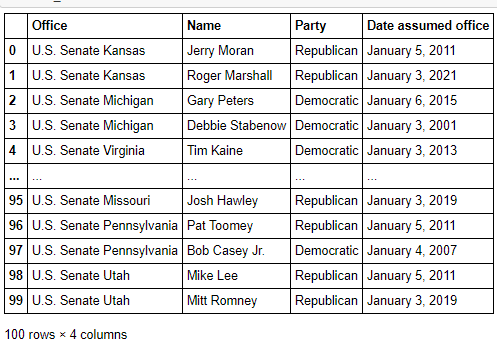 Office Name Party Date assumed office
0 U.S. Senate Kansas Jerry Moran Republican January 5, 2011
1 U.S. Senate Kansas Roger Marshall Republican January 3, 2021
2 U.S. Senate Michigan Gary Peters Democratic January 6, 2015
3 U.S. Senate Michigan Debbie Stabenow Democratic January 3, 2001
4 U.S. Senate Virginia Tim Kaine Democratic January 3, 2013
... ... ... ... ...
95 U.S. Senate Missouri Josh Hawley Republican January 3, 2019
96 U.S. Senate Pennsylvania Pat Toomey Republican January 5, 2011
97 U.S. Senate Pennsylvania Bob Casey Jr. Democratic January 4, 2007
98 U.S. Senate Utah Mike Lee Republican January 5, 2011
99 U.S. Senate Utah Mitt Romney Republican January 3, 2019
100 rows × 4 columns